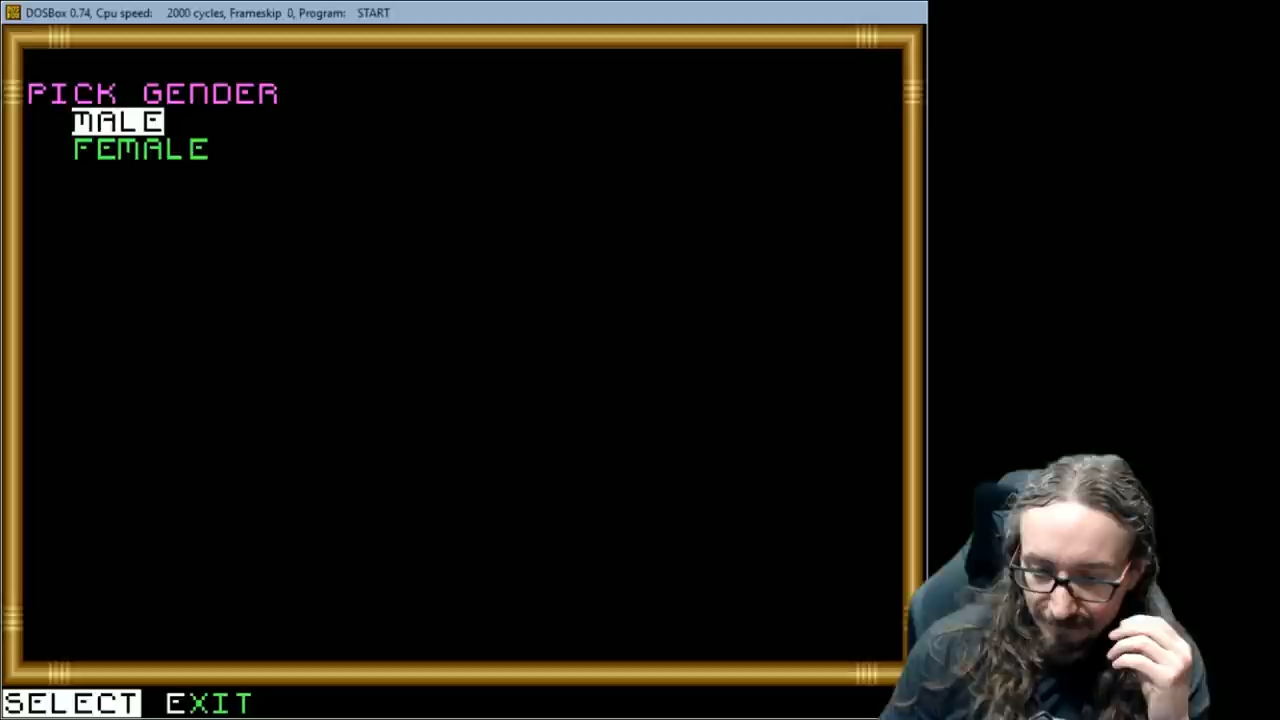 DOSBox 0.74, Cpu speed: 2000 cycles, Frameskip 0, Program: START
PICK GENDER
MALE
FEMALE
SELECT EXIT